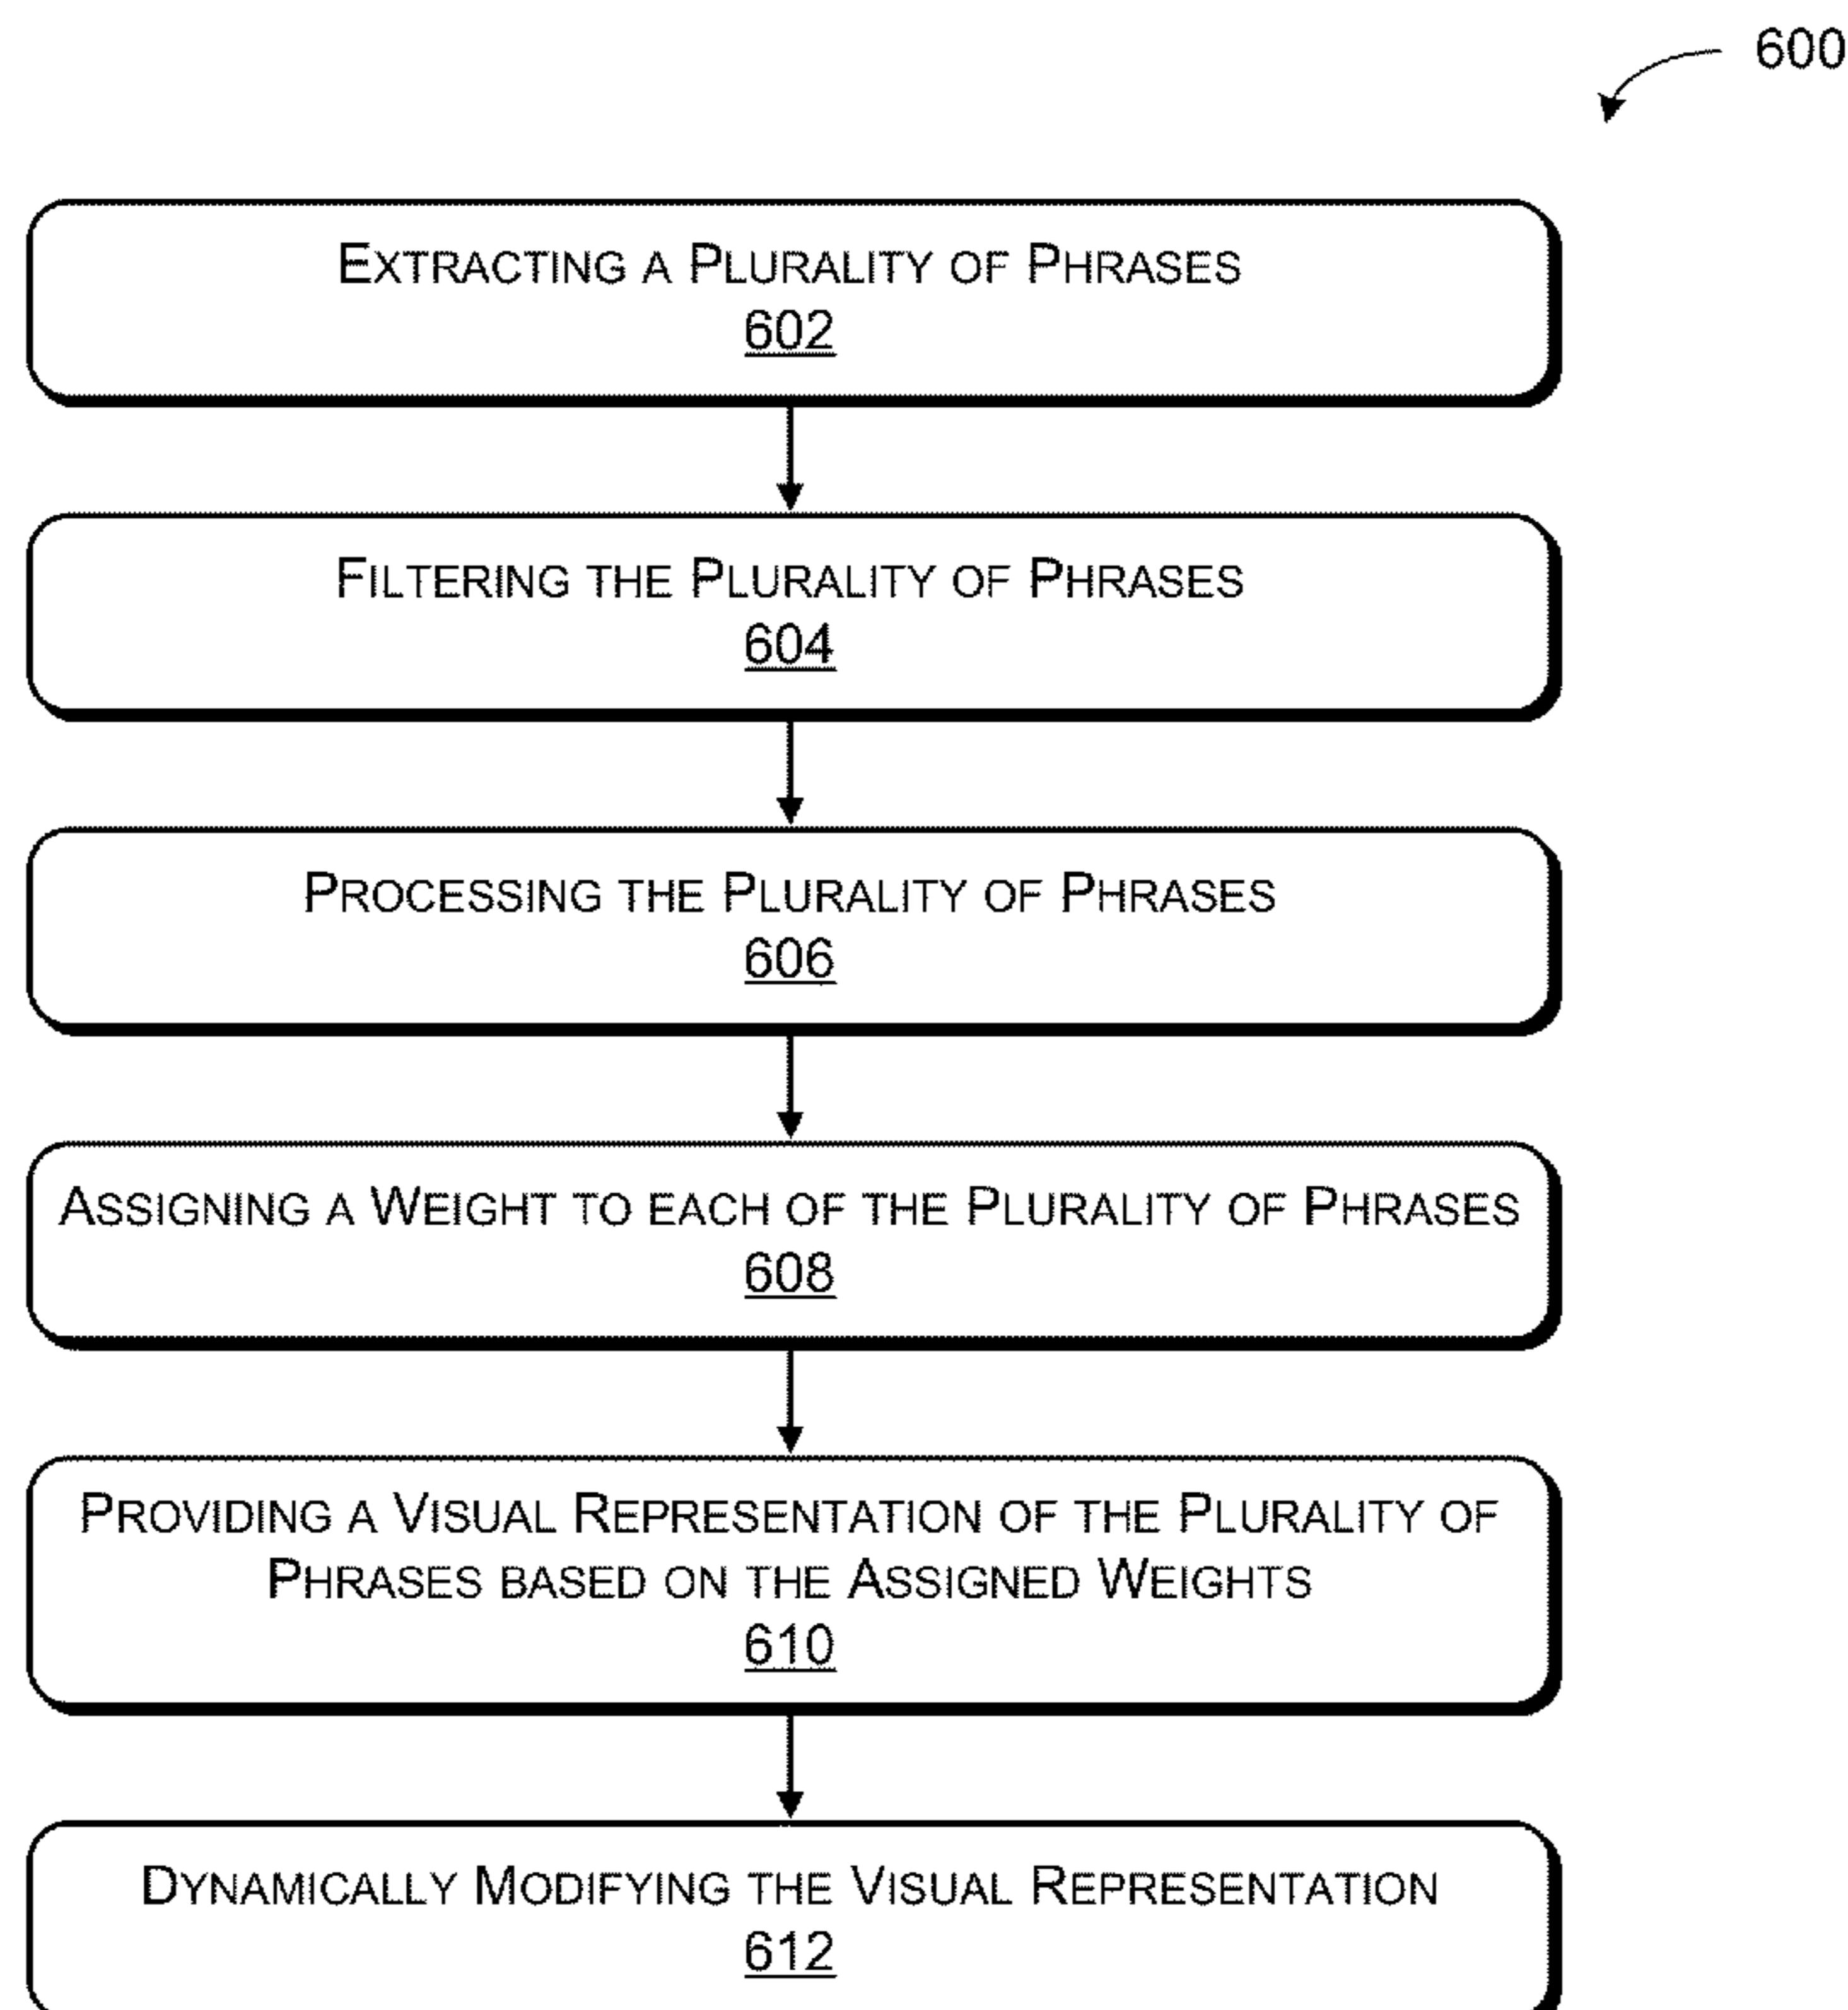 600
EXTRACTING A PLURALITY OF PHRASES
602
FILTERING THE PLURALITY OF PHRASES
604
PROCESSING THE PLURALITY OF PHRASES
606
ASSIGNING A WEIGHT TO EACH OF THE PLURALITY OF PHRASES
608
PROVIDING A VISUAL REPRESENTATION OF THE PLURALITY OF
PHRASES BASED ON THE ASSIGNED WEIGHTS
610
DYNAMICALLY MODIFYING THE VISUAL REPRESENTATION
612